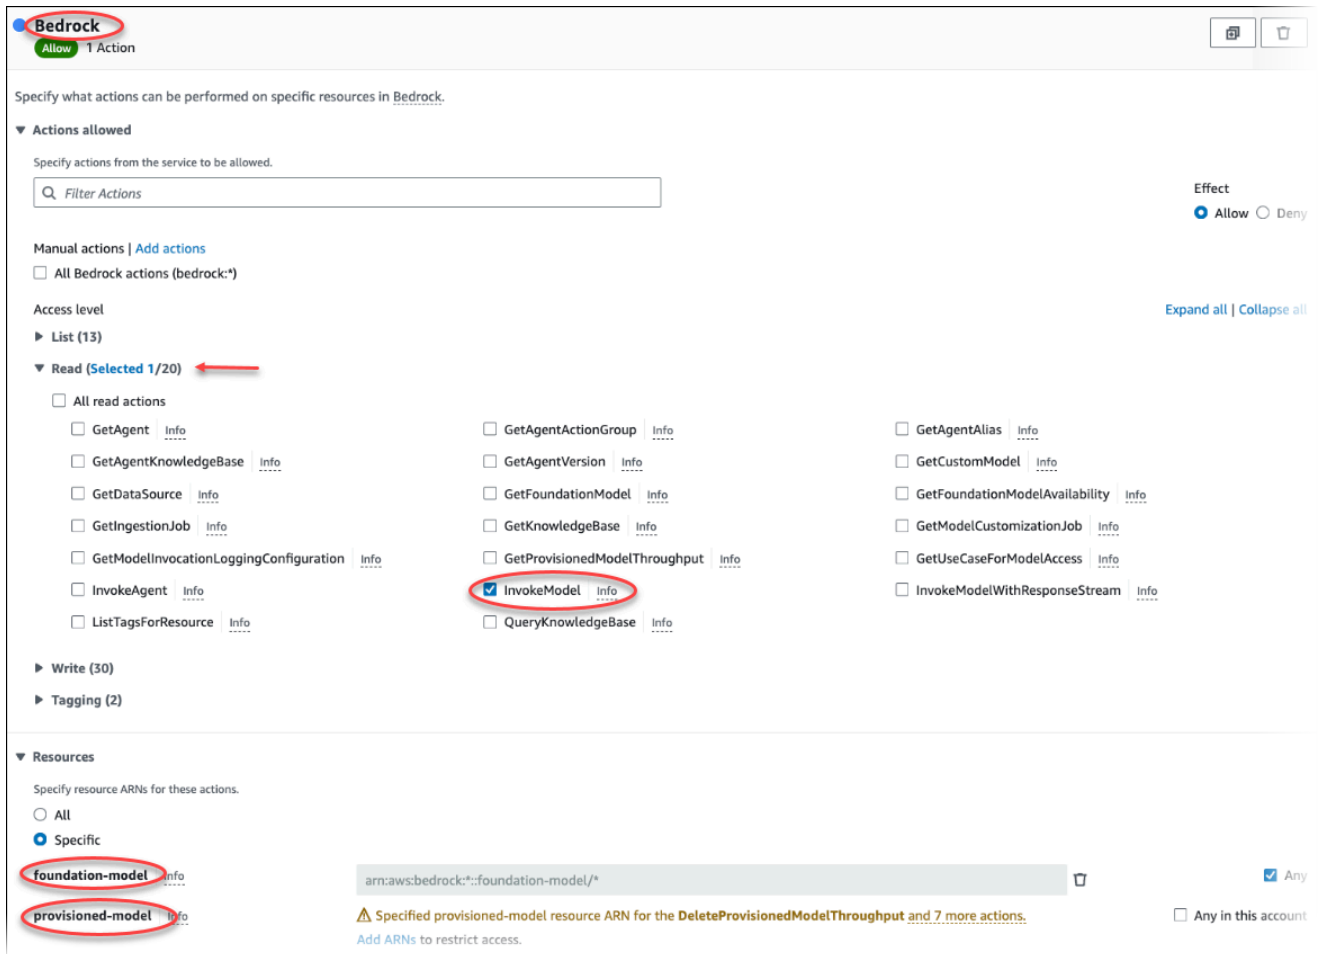 Bedrock
Allow 1 Action
Specify what actions can be performed on specific resources in Bedrock.
Actions allowed
Specify actions from the service to be allowed.
Filter Actions
Effect
Allow Deny
Manual actions | Add actions
All Bedrock actions (bedrock:*)
Access level
Expand all | Collapse all
List (13)
Read (Selected 1/20)
All read actions
GetAgent Info GetAgentActionGroup Info GetAgentAlias Info
GetAgentKnowledgeBase Info GetAgentVersion Info GetCustomModel Info
GetDataSource Info GetFoundationModel Info GetFoundationModelAvailability Info
GetIngestionJob Info GetKnowledgeBase Info GetModelCustomizationJob Info
GetModelInvocationLoggingConfiguration Info GetProvisionedModelThroughput Info GetUseCaseForModelAccess Info
InvokeAgent Info InvokeModel Info InvokeModelWithResponseStream Info
ListTagsForResource Info QueryKnowledgeBase Info
Write (30)
Tagging (2)
Resources
Specify resource ARNs for these actions.
All
Specific
foundation-model Info arn:aws:bedrock:*::foundation-model/* Any
provisioned-model Info Specified provisioned-model resource ARN for the DeleteProvisionedModelThroughput and 7 more actions. Any in this account
Add ARNs to restrict access.